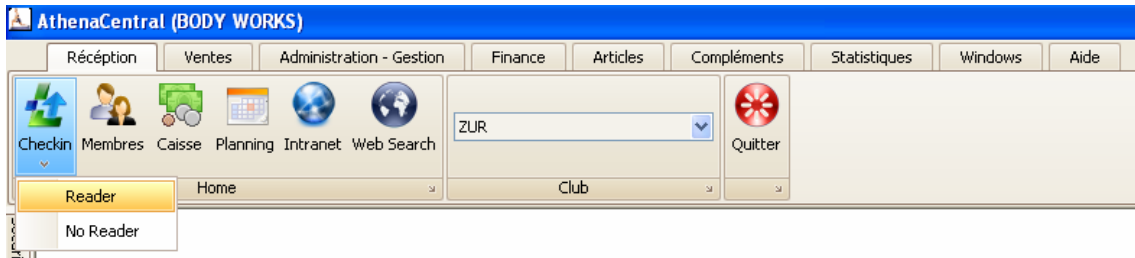 AthenaCentral (BODY WORKS)
Récéption Ventes Administration - Gestion Finance Articles Compléments Statistiques Windows Aide
Checkin Membres Caisse Planning Intranet Web Search ZUR Quitter
Home Club
Reader
No Reader